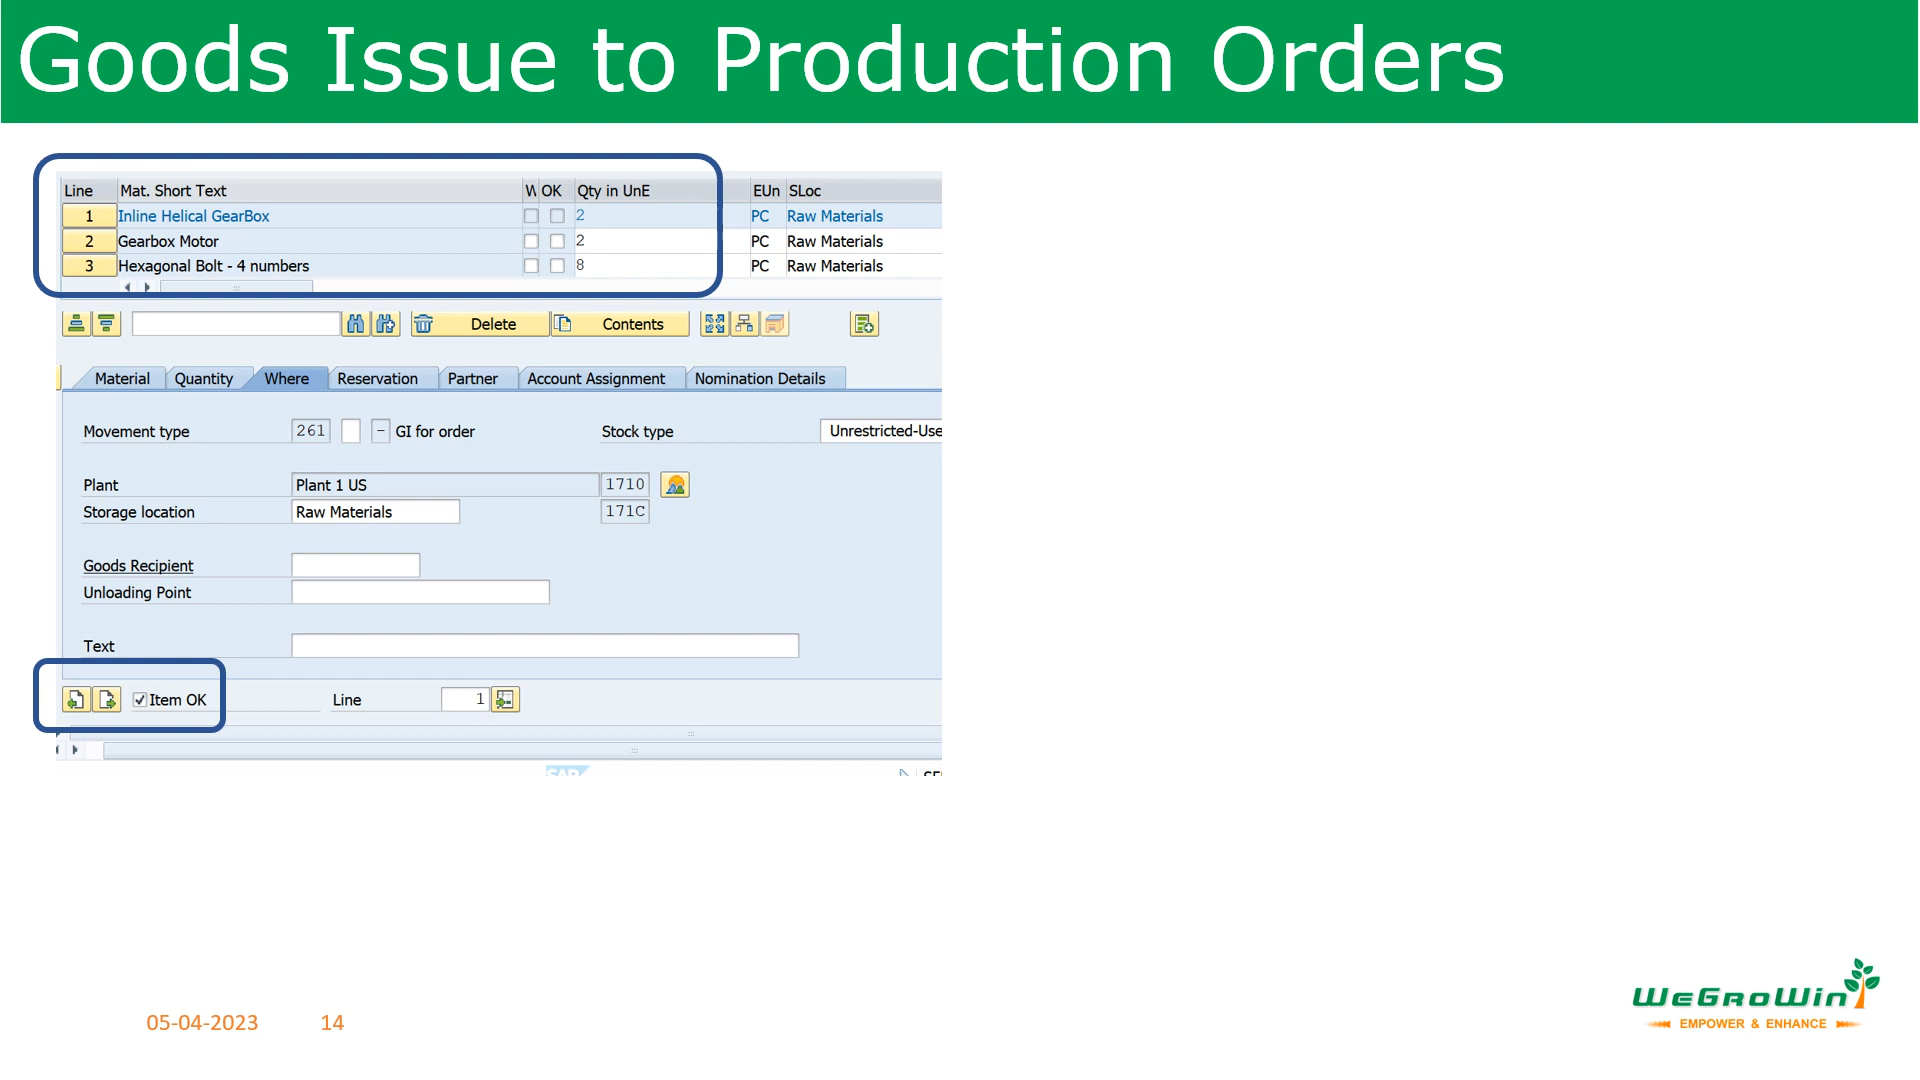 Goods Issue to Production Orders
Line Mat. Short Text W OK Qty in UnE EUn SLoc
1 Inline Helical GearBox 2 PC Raw Materials
2 Gearbox Motor 2 PC Raw Materials
3 Hexagonal Bolt - 4 numbers 8 PC Raw Materials
Delete Contents
Material Quantity Where Reservation Partner Account Assignment Nomination Details
Movement type 261 - GI for order Stock type Unrestricted-Use
Plant Plant 1 US 1710
Storage location Raw Materials 171C
Goods Recipient
Unloading Point
Text
Item OK Line 1
SAP
05-04-2023 14
WeGroWin
EMPOWER & ENHANCE